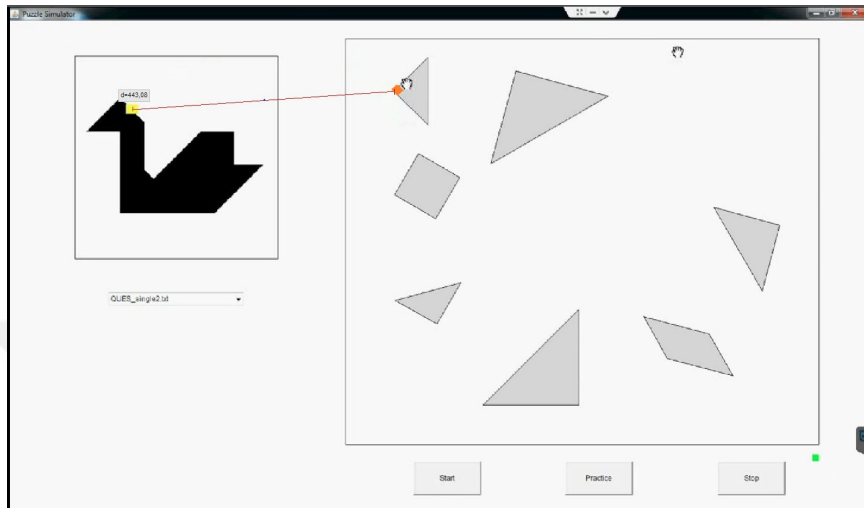 Puzzle Simulator
d=443,08
QUES_single2.txt
Start
Practice
Stop